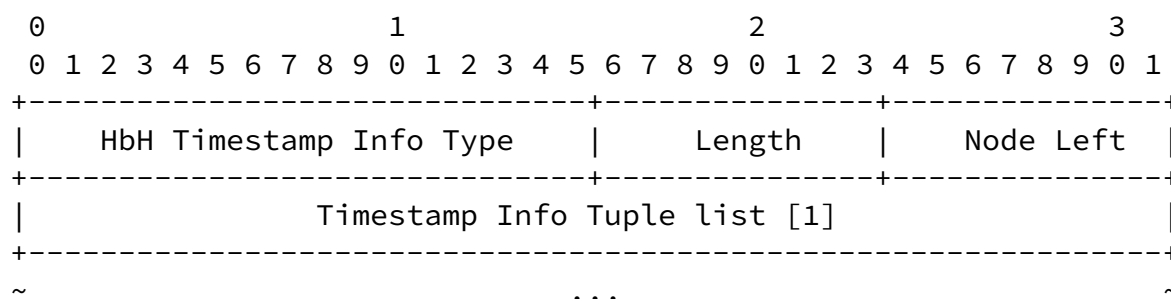 0                   1                   2                   3
0 1 2 3 4 5 6 7 8 9 0 1 2 3 4 5 6 7 8 9 0 1 2 3 4 5 6 7 8 9 0 1
+-------------------------------+---------------+---------------+
|    HbH Timestamp Info Type    |     Length    |    Node Left  |
+-------------------------------+---------------+---------------+
|                Timestamp Info Tuple list [1]                  |
+---------------------------------------------------------------+
~                              ...                              ~